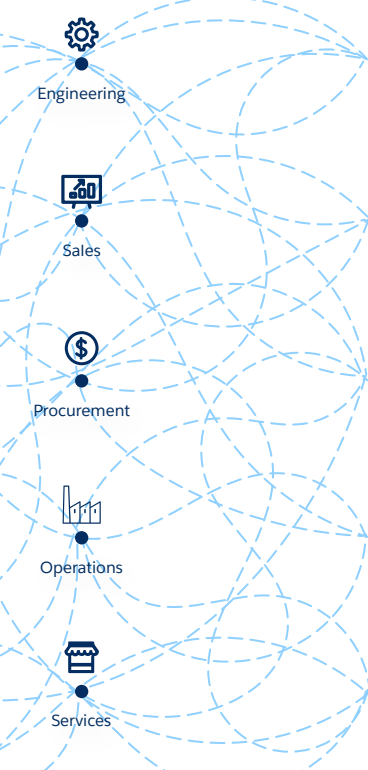 Engineering
Sales
$
Procurement
Operations
Services